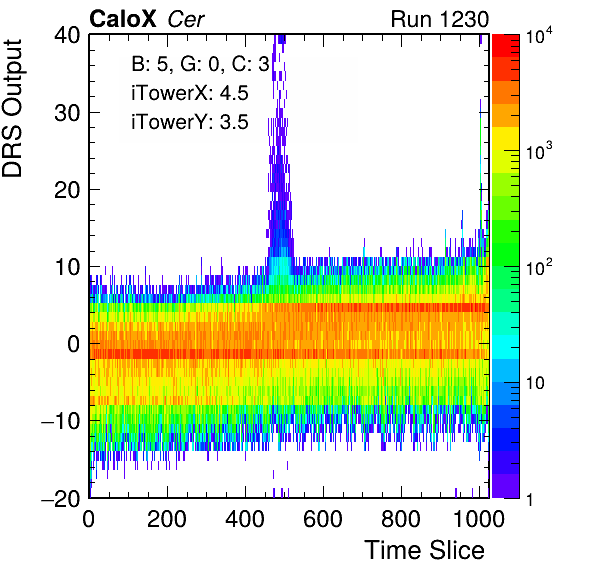 CaloX Cer Run 1230
B: 5, G: 0, C: 3
iTowerX: 4.5
iTowerY: 3.5
DRS Output
40
30
20
10
0
−10
−20
0 200 400 600 800 1000
Time Slice
10⁴
10³
10²
10
1